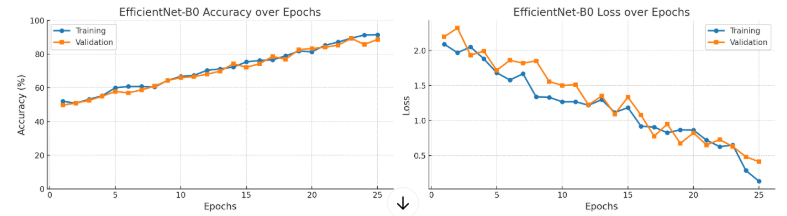 EfficientNet-B0 Accuracy over Epochs
100
80
60
40
20
0
Accuracy (%)
Training
Validation
0
5
10
15
20
25
Epochs
EfficientNet-B0 Loss over Epochs
2.0
1.5
1.0
0.5
Loss
Training
Validation
0
5
10
15
20
25
Epochs